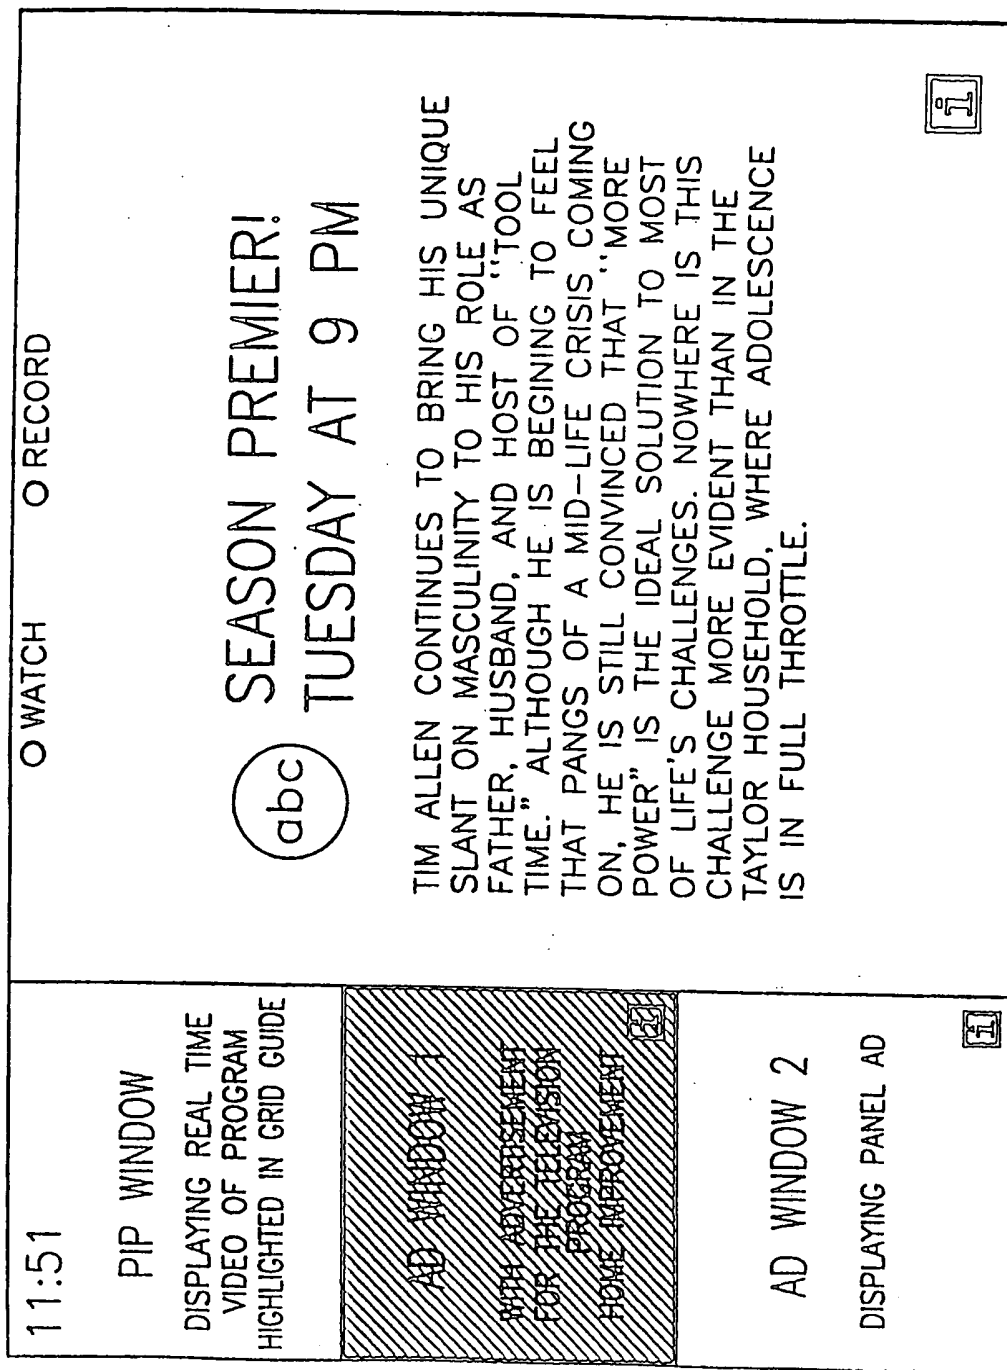 11:51
PIP WINDOW
DISPLAYING REAL TIME
VIDEO OF PROGRAM
HIGHLIGHTED IN GRID GUIDE
AD WINDOW 1
WITH ADVERTISEMENT
FOR THE TELEVISION
PROGRAM
HOME IMPROVEMENT
i
AD WINDOW 2
DISPLAYING PANEL AD
i
O WATCH O RECORD
abc
SEASON PREMIER!
TUESDAY AT 9 PM
TIM ALLEN CONTINUES TO BRING HIS UNIQUE
SLANT ON MASCULINITY TO HIS ROLE AS
FATHER, HUSBAND, AND HOST OF "TOOL
TIME." ALTHOUGH HE IS BEGINING TO FEEL
THAT PANGS OF A MID-LIFE CRISIS COMING
ON, HE IS STILL CONVINCED THAT "MORE
POWER" IS THE IDEAL SOLUTION TO MOST
OF LIFE'S CHALLENGES. NOWHERE IS THIS
CHALLENGE MORE EVIDENT THAN IN THE
TAYLOR HOUSEHOLD, WHERE ADOLESCENCE
IS IN FULL THROTTLE.
i